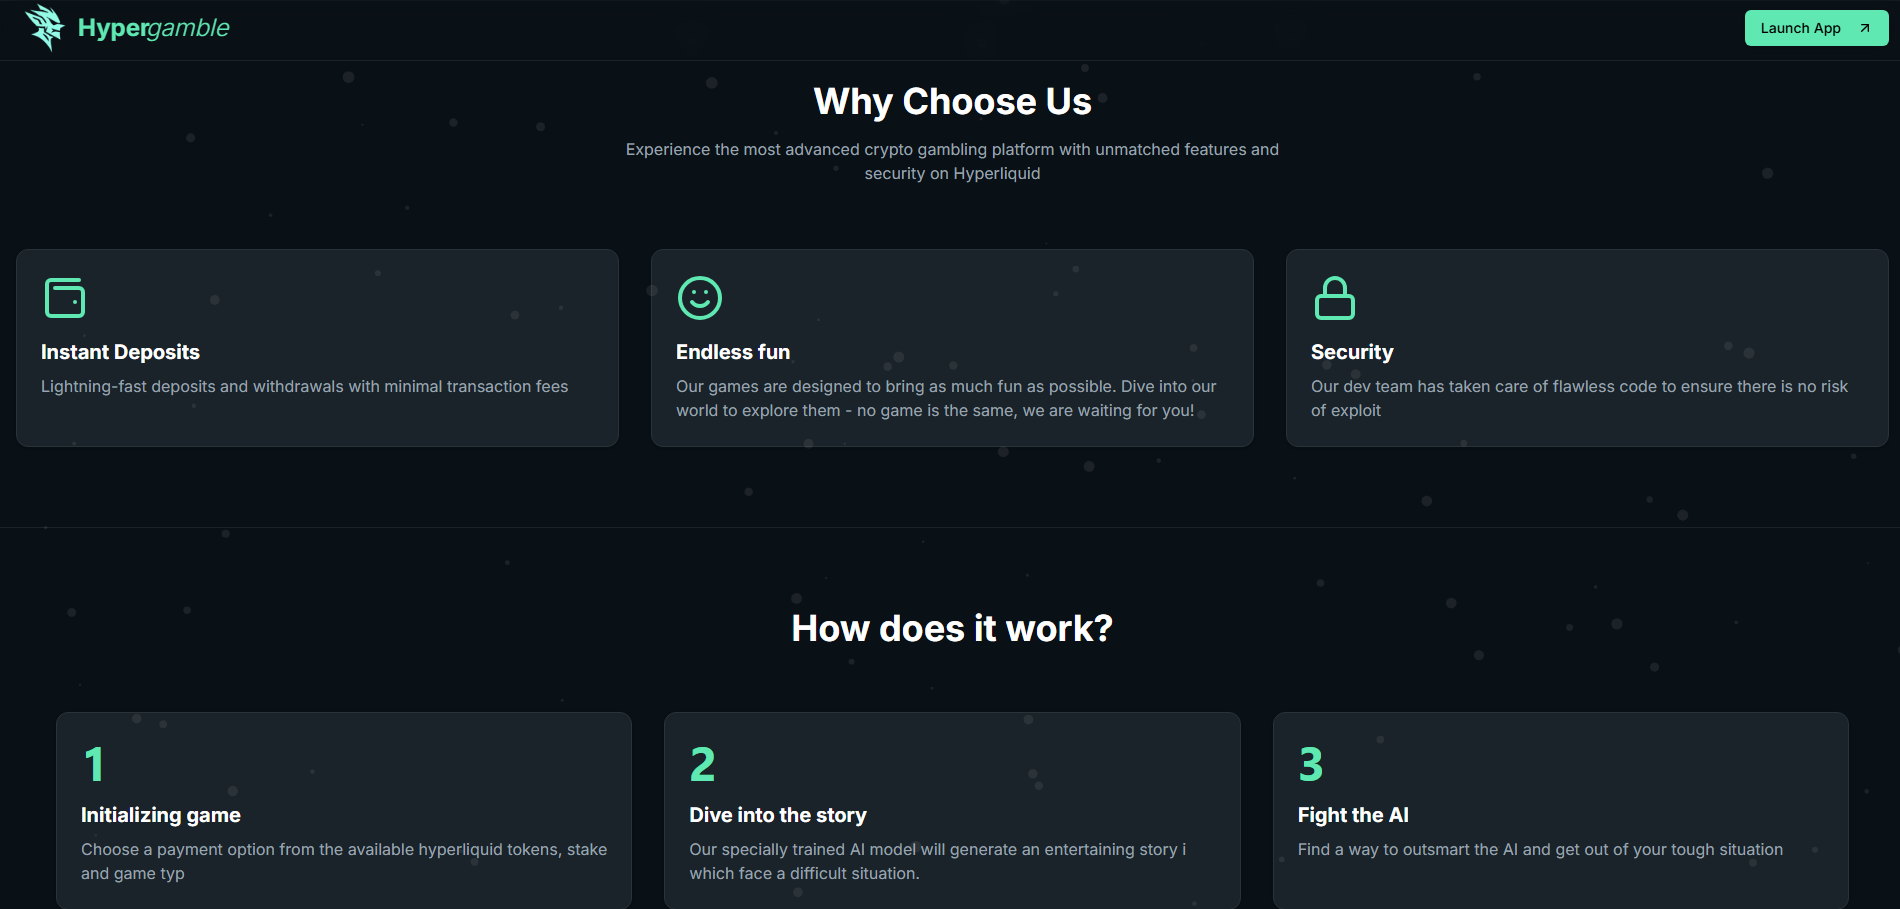 Hypergamble
Launch App
Why Choose Us
Experience the most advanced crypto gambling platform with unmatched features and
security on Hyperliquid
Instant Deposits
Lightning-fast deposits and withdrawals with minimal transaction fees
Endless fun
Our games are designed to bring as much fun as possible. Dive into our
world to explore them - no game is the same, we are waiting for you!
Security
Our dev team has taken care of flawless code to ensure there is no risk
of exploit
How does it work?
1
Initializing game
Choose a payment option from the available hyperliquid tokens, stake
and game typ
2
Dive into the story
Our specially trained AI model will generate an entertaining story i
which face a difficult situation.
3
Fight the AI
Find a way to outsmart the AI and get out of your tough situation